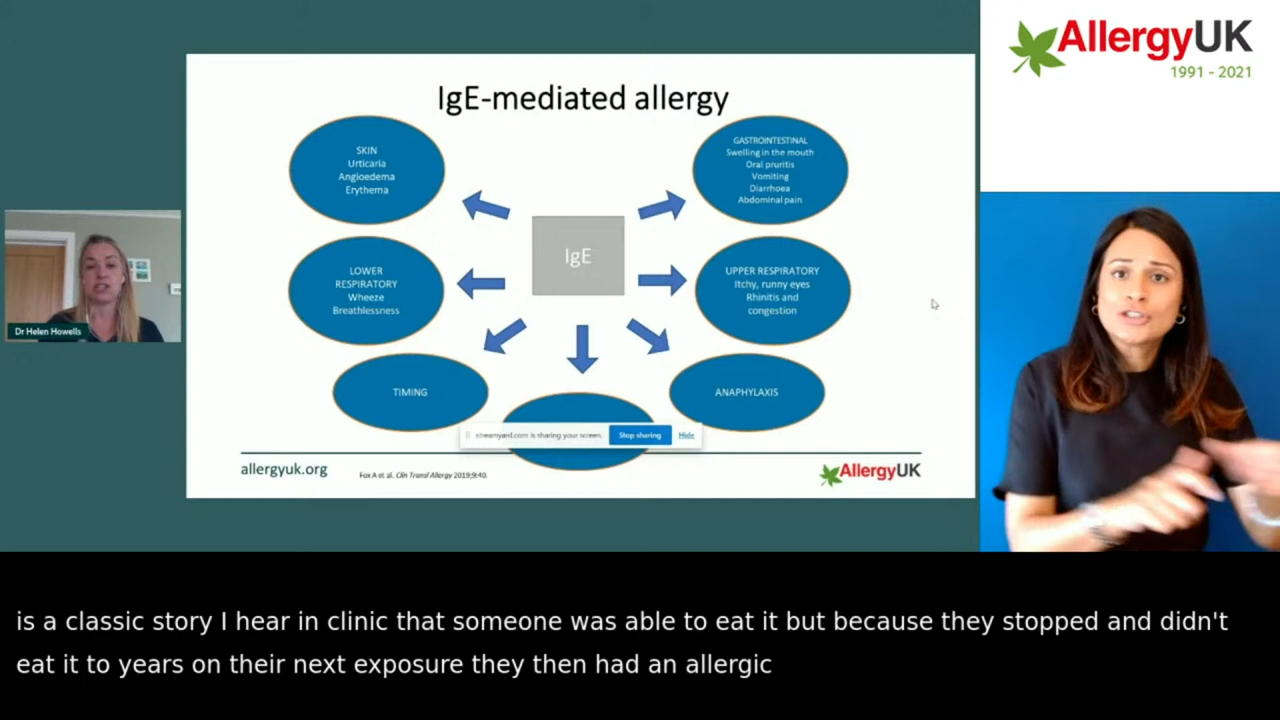 AllergyUK
1991 - 2021
IgE-mediated allergy
SKIN
Urticaria
Angioedema
Erythema
GASTROINTESTINAL
Swelling in the mouth
Oral pruritis
Vomiting
Diarrhoea
Abdominal pain
IgE
LOWER
RESPIRATORY
Wheeze
Breathlessness
UPPER RESPIRATORY
Itchy, runny eyes
Rhinitis and
congestion
Dr Helen Howells
TIMING
ANAPHYLAXIS
streamyard.com is sharing your screen.
Stop sharing
Hide
allergyuk.org
Fox A et al. Clin Transl Allergy 2019;9:40.
AllergyUK
is a classic story I hear in clinic that someone was able to eat it but because they stopped and didn't
eat it to years on their next exposure they then had an allergic